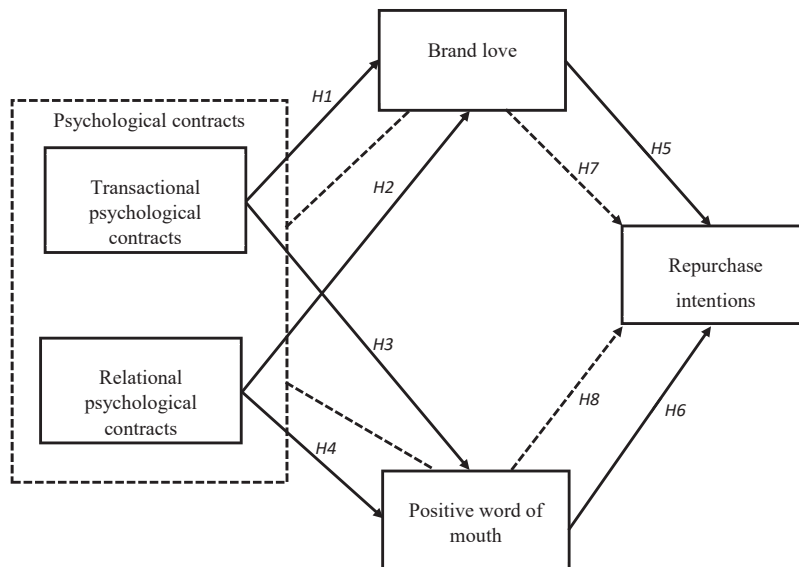 Brand love
H1
Psychological contracts
H5
H2
H7
Transactional
psychological
contracts
Repurchase
intentions
H3
Relational
psychological
contracts
H8
H6
H4
Positive word of
mouth